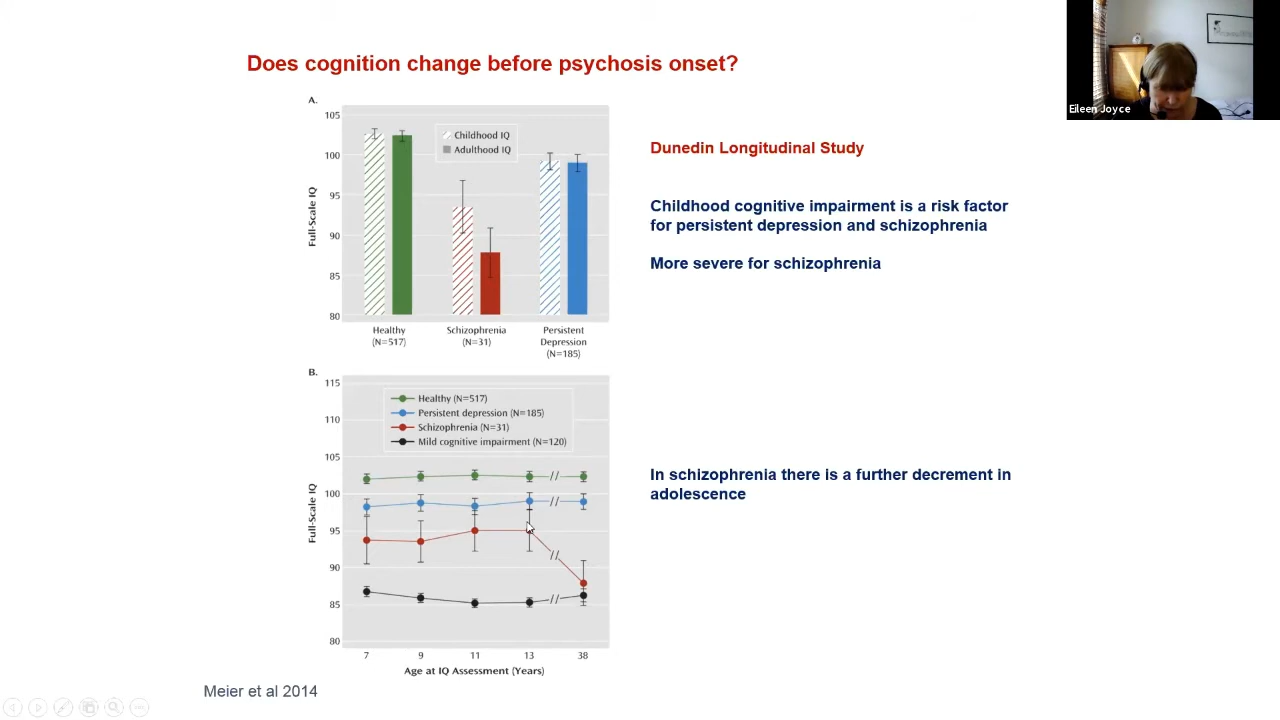 Does cognition change before psychosis onset?
Eileen Joyce
A.
105
100
95
90
85
80
Full-Scale IQ
Childhood IQ
Adulthood IQ
Healthy
(N=517)
Schizophrenia
(N=31)
Persistent
Depression
(N=185)
Dunedin Longitudinal Study
Childhood cognitive impairment is a risk factor
for persistent depression and schizophrenia
More severe for schizophrenia
B.
115
110
105
100
95
90
85
80
Full-Scale IQ
Healthy (N=517)
Persistent depression (N=185)
Schizophrenia (N=31)
Mild cognitive impairment (N=120)
7 9 11 13 38
Age at IQ Assessment (Years)
In schizophrenia there is a further decrement in
adolescence
Meier et al 2014